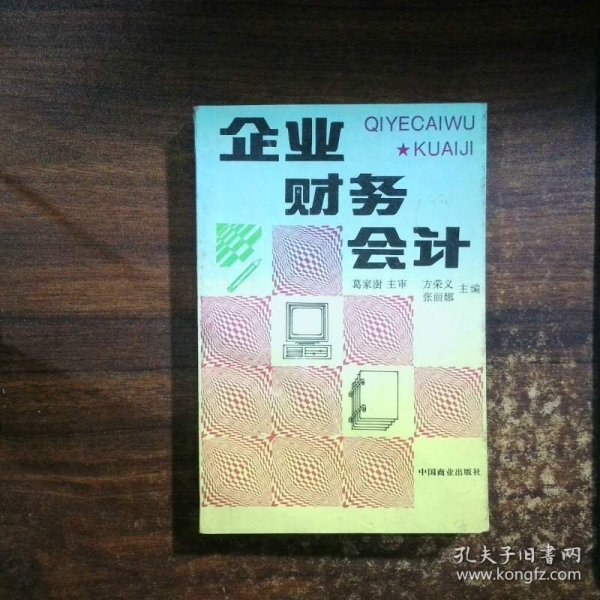 企业
QIYECAIWU
★KUAIJI
财务
会计
葛家澍 主审
方荣义
张丽娜
主编
中国商业出版社
孔夫子旧書网
www.kongfz.com